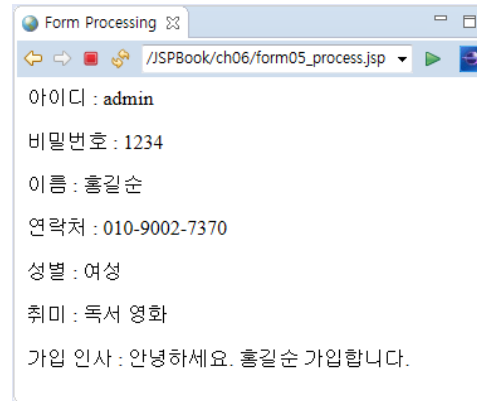 Form Processing
/JSPBook/ch06/form05_process.jsp
아이디 : admin
비밀번호 : 1234
이름 : 홍길순
연락처 : 010-9002-7370
성별 : 여성
취미 : 독서 영화
가입 인사 : 안녕하세요. 홍길순 가입합니다.